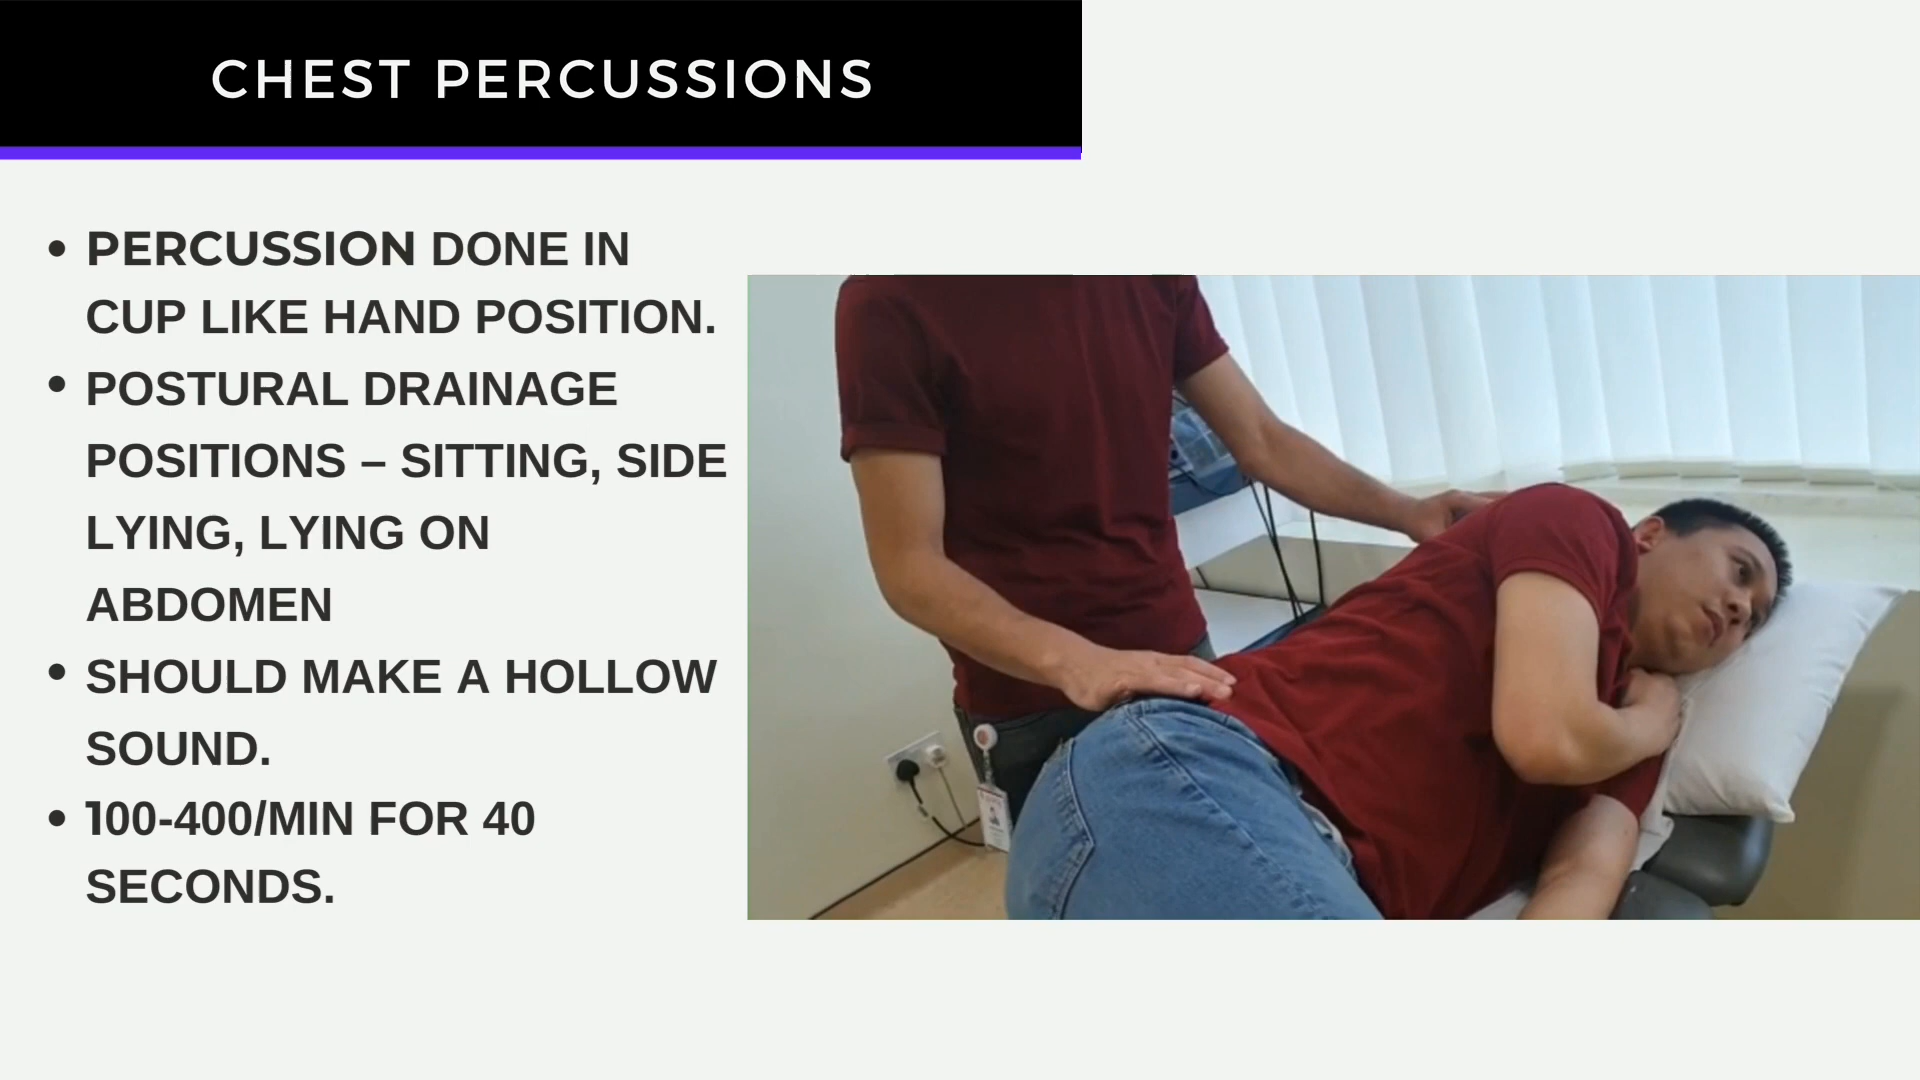 CHEST PERCUSSIONS
• PERCUSSION DONE IN
CUP LIKE HAND POSITION.
• POSTURAL DRAINAGE
POSITIONS – SITTING, SIDE
LYING, LYING ON
ABDOMEN
• SHOULD MAKE A HOLLOW
SOUND.
• 100-400/MIN FOR 40
SECONDS.